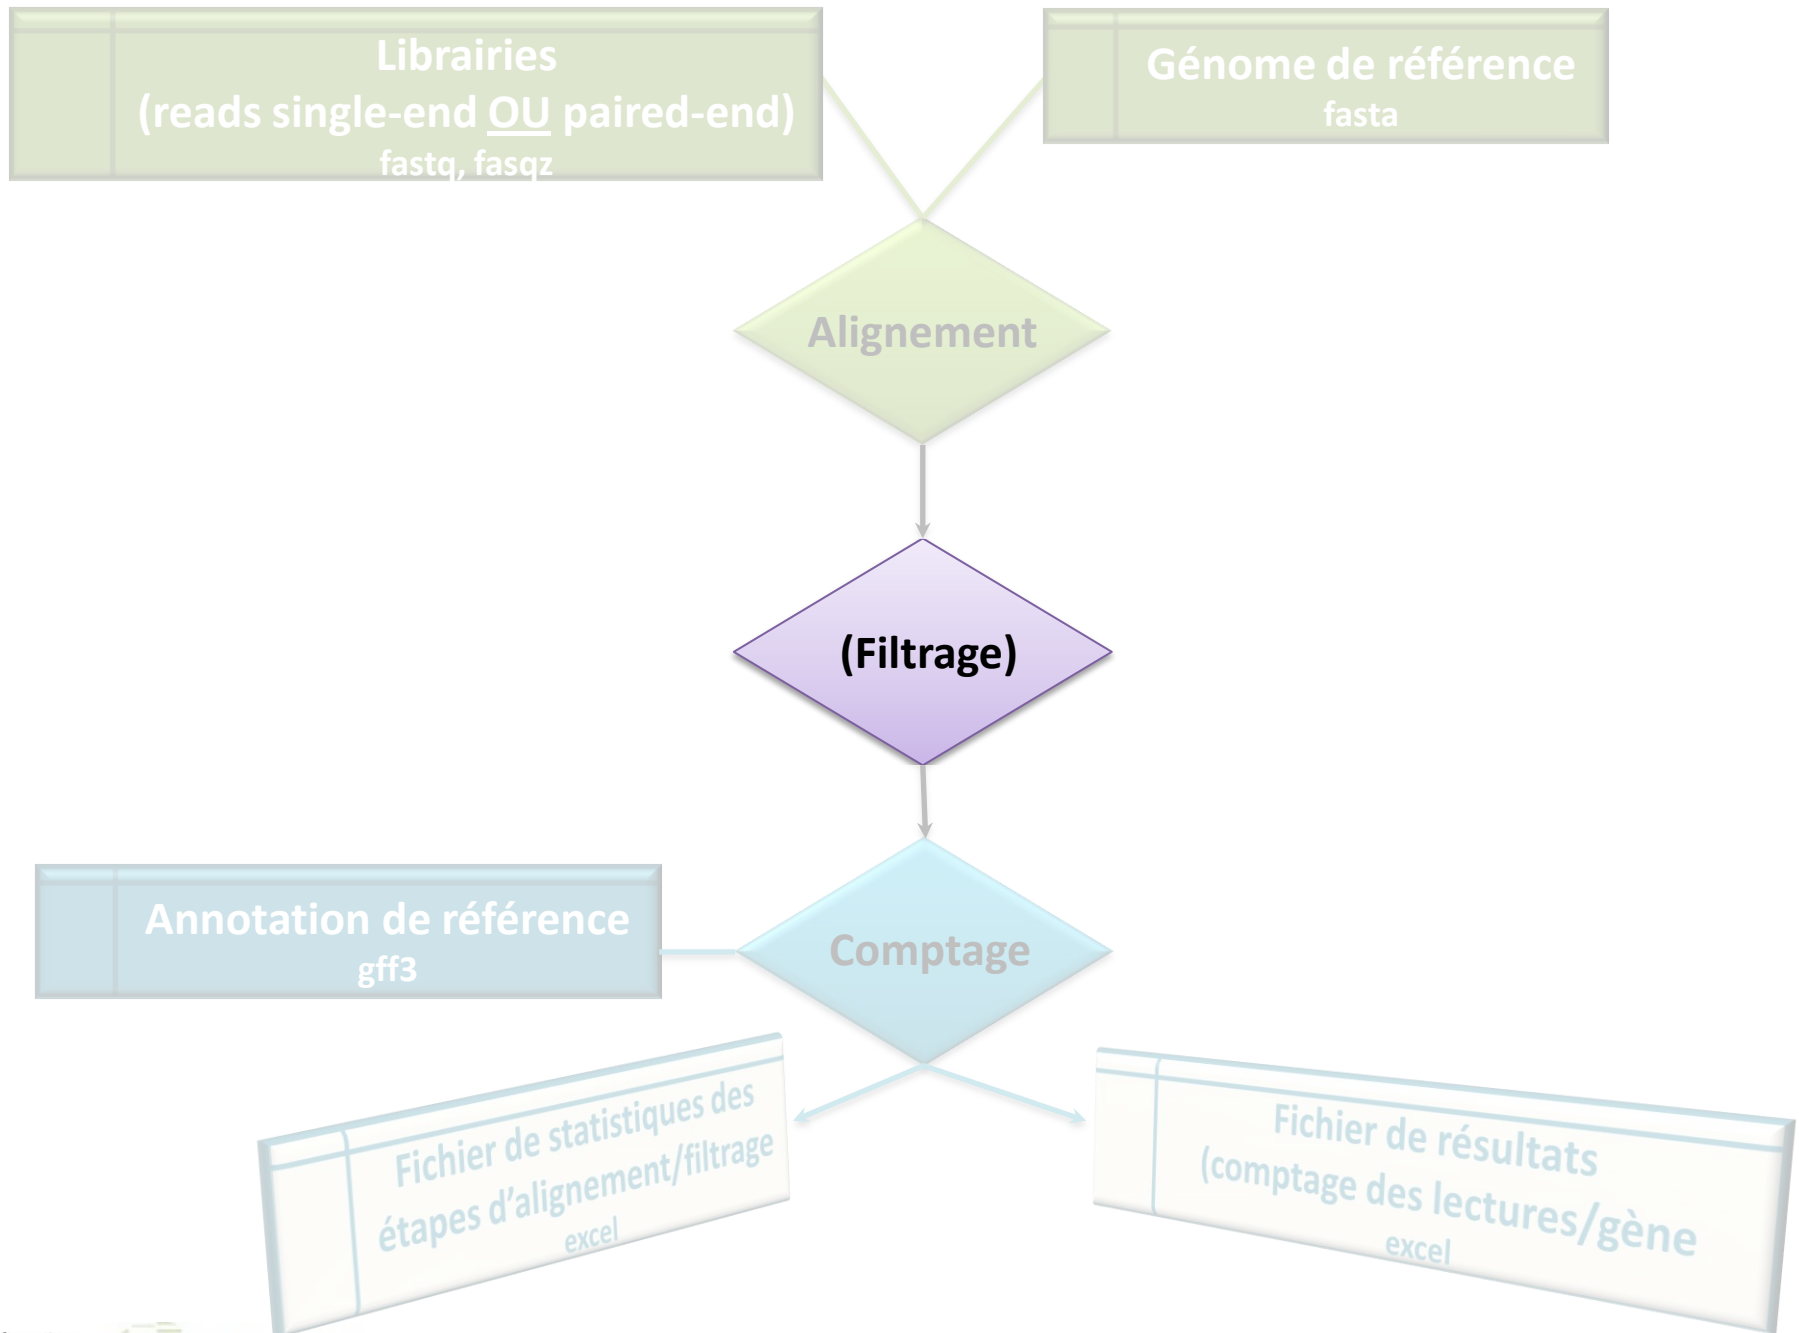 Librairies
(reads single-end OU paired-end)
fastq, fasqz
Génome de référence
fasta
Alignement
(Filtrage)
Annotation de référence
gff3
Comptage
Fichier de statistiques des
étapes d’alignement/filtrage
excel
Fichier de résultats
(comptage des lectures/gène
excel